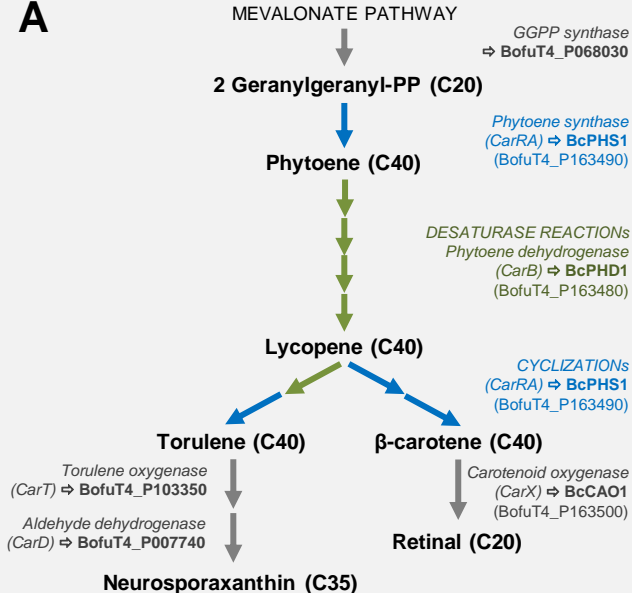 A
MEVALONATE PATHWAY
GGPP synthase
⇨ BofuT4_P068030
2 Geranylgeranyl-PP (C20)
Phytoene synthase
(CarRA) ⇨ BcPHS1
(BofuT4_P163490)
Phytoene (C40)
DESATURASE REACTIONs
Phytoene dehydrogenase
(CarB) ⇨ BcPHD1
(BofuT4_P163480)
Lycopene (C40)
CYCLIZATIONs
(CarRA) ⇨ BcPHS1
(BofuT4_P163490)
Torulene (C40)
β-carotene (C40)
Torulene oxygenase
(CarT) ⇨ BofuT4_P103350
Carotenoid oxygenase
(CarX) ⇨ BcCAO1
(BofuT4_P163500)
Aldehyde dehydrogenase
(CarD) ⇨ BofuT4_P007740
Retinal (C20)
Neurosporaxanthin (C35)